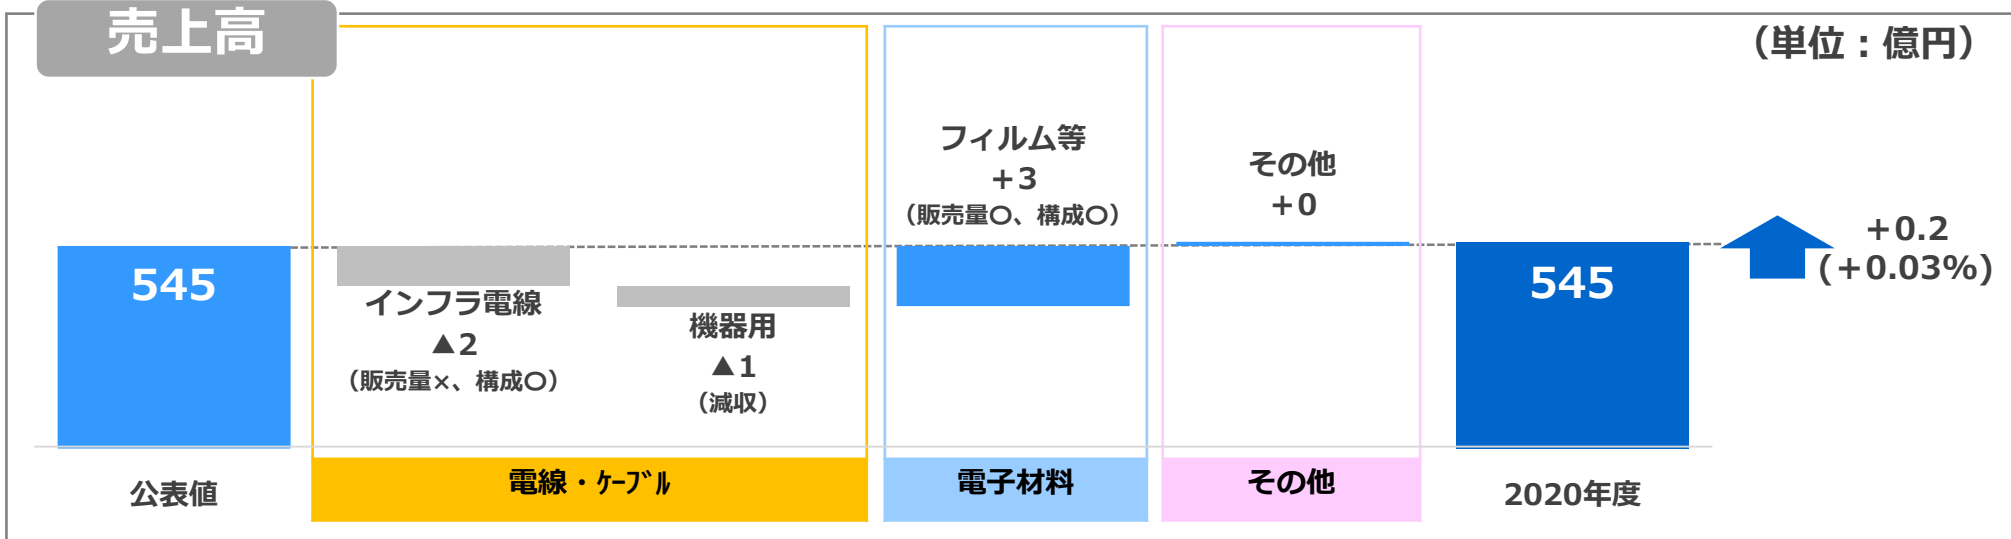 売上高
（単位：億円）
545
インフラ電線
▲2
（販売量×、構成〇）
機器用
▲1
（減収）
フィルム等
＋3
（販売量〇、構成〇）
その他
＋0
545
＋0.2
（＋0.03%）
公表値
電線・ｹｰﾌﾞﾙ
電子材料
その他
2020年度